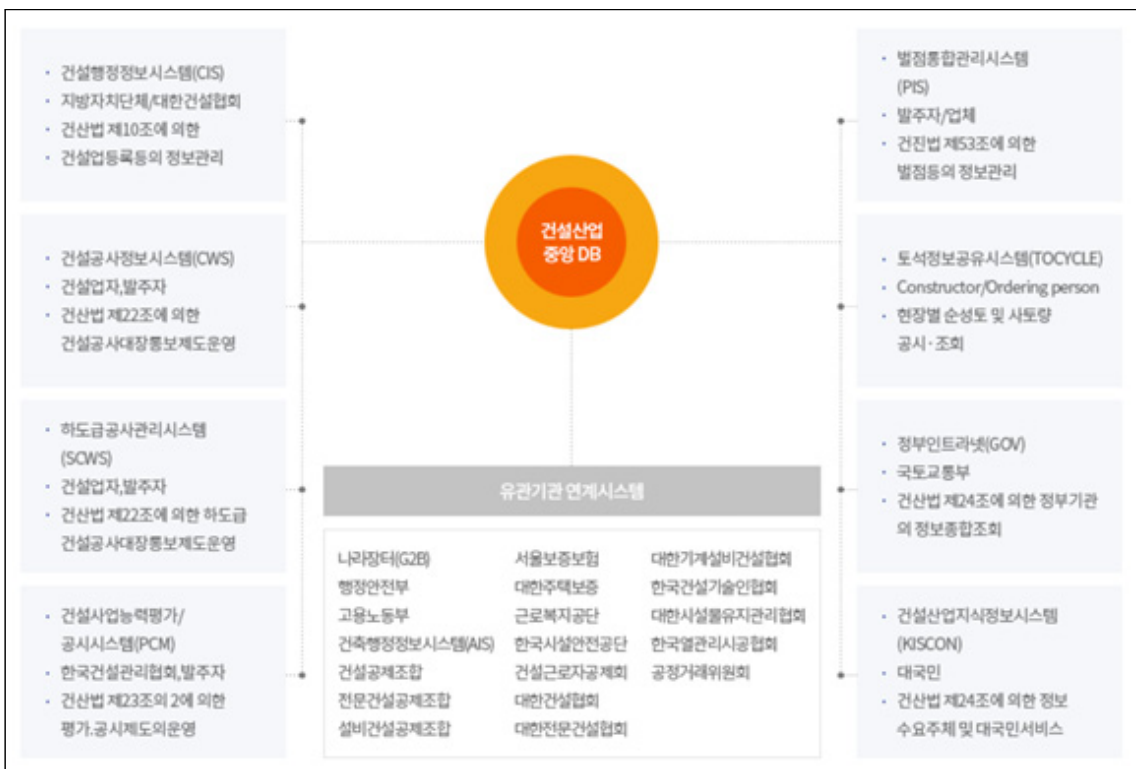 건설행정정보시스템(CIS)
지방자치단체/대한건설협회
건산법 제10조에 의한
건설업등록등의 정보관리
건설공사정보시스템(CWS)
건설업자,발주자
건산법 제22조에 의한
건설공사대장통보제도운영
하도급공사관리시스템
(SCWS)
건설업자,발주자
건산법 제22조에 의한 하도급
건설공사대장통보제도운영
건설사업능력평가/
공시시스템(PCM)
한국건설관리협회,발주자
건산법 제23조의 2에 의한
평가.공시제도의운영
건설산업
중앙 DB
유관기관 연계시스템
나라장터(G2B)
행정안전부
고용노동부
건축행정정보시스템(AIS)
건설공제조합
전문건설공제조합
설비건설공제조합
서울보증보험
대한주택보증
근로복지공단
한국시설안전공단
건설근로자공제회
대한건설협회
대한전문건설협회
대한기계설비건설협회
한국건설기술인협회
대한시설물유지관리협회
한국열관리시공협회
공정거래위원회
벌점통합관리시스템
(PIS)
발주자/업체
건진법 제53조에 의한
벌점등의 정보관리
토석정보공유시스템(TOCYCLE)
Constructor/Ordering person
현장별 순성토 및 사토량
공시·조회
정부인트라넷(GOV)
국토교통부
건산법 제24조에 의한 정부기관
의 정보종합조회
건설산업지식정보시스템
(KISCON)
대국민
건산법 제24조에 의한 정보
수요주체 및 대국민서비스